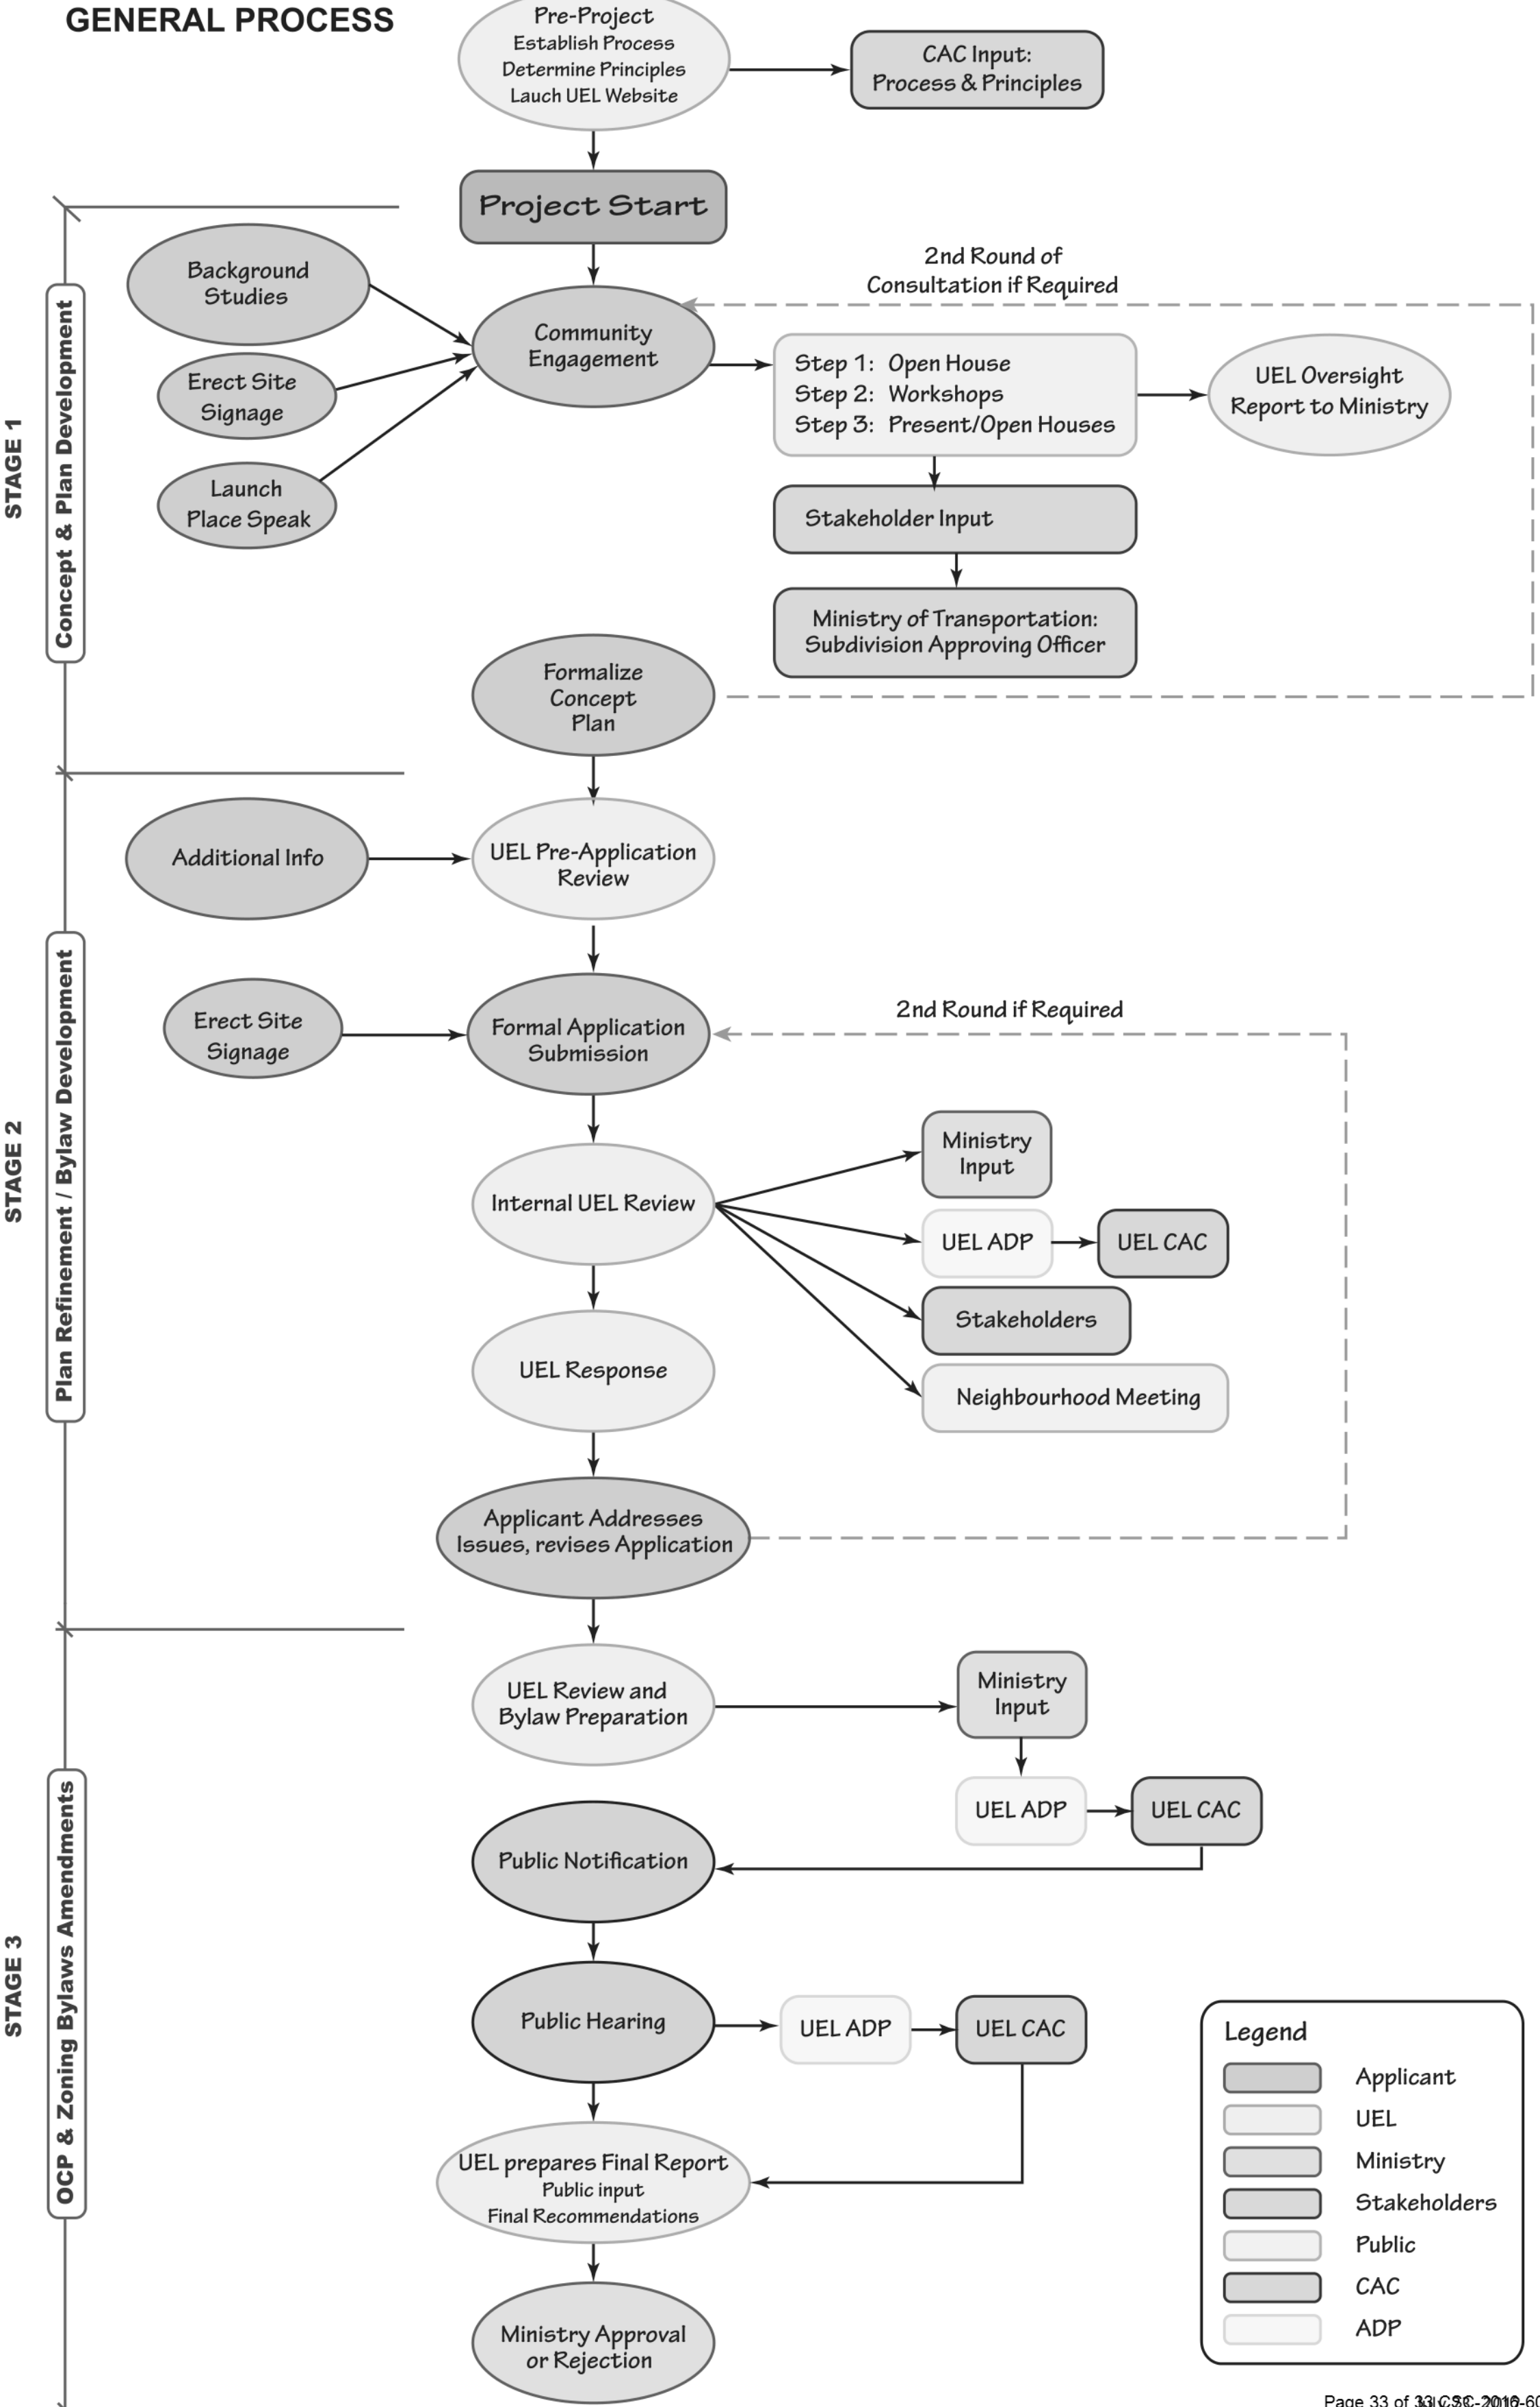 GENERAL PROCESS
Pre-Project
Establish Process
Determine Principles
Lauch UEL Website
CAC Input:
Process & Principles
Project Start
STAGE 1
Concept & Plan Development
Background
Studies
Erect Site
Signage
Launch
Place Speak
Community
Engagement
2nd Round of
Consultation if Required
Step 1: Open House
Step 2: Workshops
Step 3: Present/Open Houses
UEL Oversight
Report to Ministry
Stakeholder Input
Ministry of Transportation:
Subdivision Approving Officer
Formalize
Concept
Plan
STAGE 2
Plan Refinement / Bylaw Development
Additional Info
UEL Pre-Application
Review
Erect Site
Signage
Formal Application
Submission
2nd Round if Required
Internal UEL Review
Ministry
Input
UEL ADP
UEL CAC
Stakeholders
Neighbourhood Meeting
UEL Response
Applicant Addresses
Issues, revises Application
STAGE 3
OCP & Zoning Bylaws Amendments
UEL Review and
Bylaw Preparation
Ministry
Input
UEL ADP
UEL CAC
Public Notification
Public Hearing
UEL ADP
UEL CAC
UEL prepares Final Report
Public input
Final Recommendations
Ministry Approval
or Rejection
Legend
Applicant
UEL
Ministry
Stakeholders
Public
CAC
ADP
Page 33 of 33